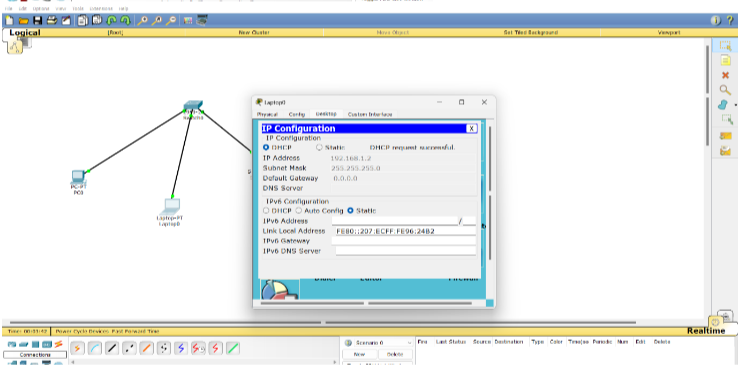 File Edit Options View Tools Extensions Help
Logical [Root] New Cluster Move Object Set Tiled Background Viewport
PC-PT
PC0
Laptop-PT
Laptop0
Laptop0
Physical Config Desktop Custom Interface
IP Configuration X
IP Configuration
DHCP Static DHCP request successful.
IP Address 192.168.1.2
Subnet Mask 255.255.255.0
Default Gateway 0.0.0.0
DNS Server
IPv6 Configuration
DHCP Auto Config Static
IPv6 Address /
Link Local Address FE80::207:ECFF:FE96:24B2
IPv6 Gateway
IPv6 DNS Server
Dialer Editor Firewall
Realtime
Time: 00:31:42 Power Cycle Devices Fast Forward Time
Connections
Scenario 0
New Delete
Fire Last Status Source Destination Type Color Time(sec Periodic Num Edit Delete